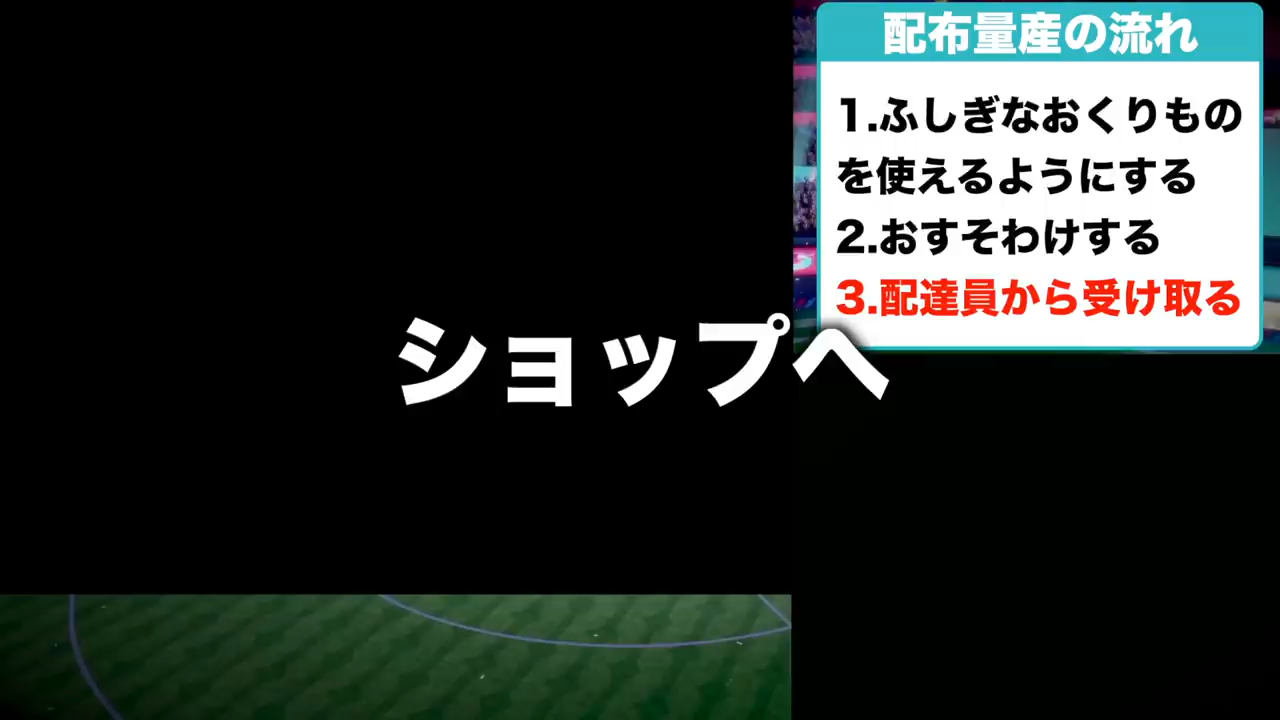 配布量産の流れ
1.ふしぎなおくりもの
を使えるようにする
2.おすそわけする
3.配達員から受け取る
ショップへ